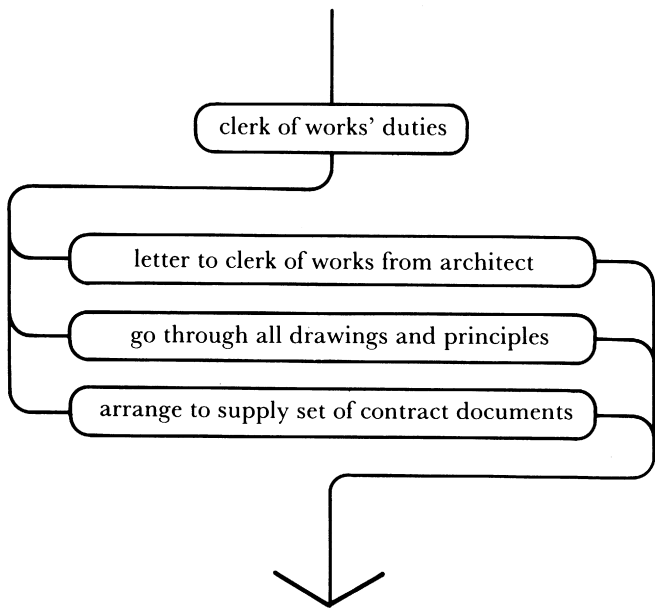 clerk of works’ duties
letter to clerk of works from architect
go through all drawings and principles
arrange to supply set of contract documents